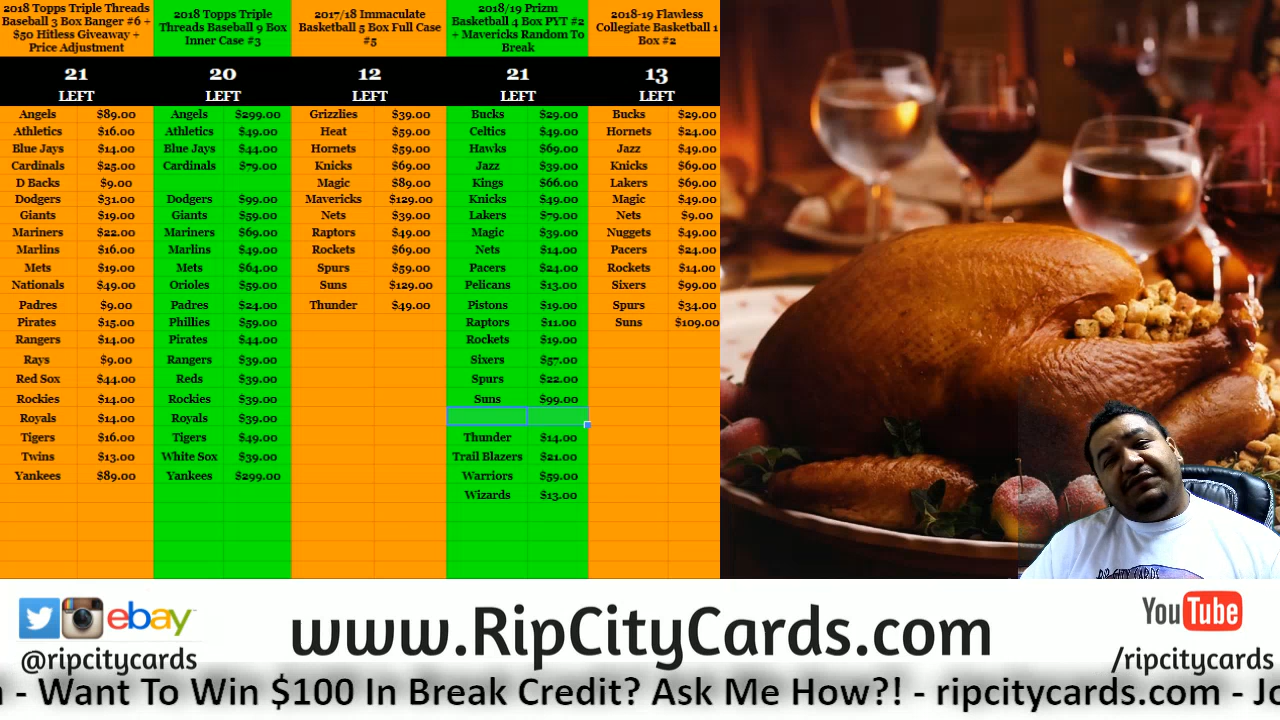 2018 Topps Triple Threads
Baseball 3 Box Banger #6 +
$50 Hitless Giveaway +
Price Adjustment
21
LEFT
Angels $89.00
Athletics $16.00
Blue Jays $14.00
Cardinals $25.00
D Backs $9.00
Dodgers $31.00
Giants $19.00
Mariners $22.00
Marlins $16.00
Mets $19.00
Nationals $49.00
Padres $9.00
Pirates $15.00
Rangers $14.00
Rays $9.00
Red Sox $44.00
Rockies $14.00
Royals $14.00
Tigers $16.00
Twins $13.00
Yankees $89.00
2018 Topps Triple
Threads Baseball 9 Box
Inner Case #3
20
LEFT
Angels $299.00
Athletics $49.00
Blue Jays $44.00
Cardinals $79.00
Dodgers $99.00
Giants $59.00
Mariners $69.00
Marlins $49.00
Mets $64.00
Orioles $59.00
Padres $24.00
Phillies $59.00
Pirates $44.00
Rangers $39.00
Reds $39.00
Rockies $39.00
Royals $39.00
Tigers $49.00
White Sox $39.00
Yankees $299.00
2017/18 Immaculate
Basketball 5 Box Full Case
#5
12
LEFT
Grizzlies $39.00
Heat $59.00
Hornets $59.00
Knicks $69.00
Magic $89.00
Mavericks $129.00
Nets $39.00
Raptors $49.00
Rockets $69.00
Spurs $59.00
Suns $129.00
Thunder $49.00
2018/19 Prizm
Basketball 4 Box PYT #2
+ Mavericks Random To
Break
21
LEFT
Bucks $29.00
Celtics $49.00
Hawks $69.00
Jazz $39.00
Kings $66.00
Knicks $49.00
Lakers $79.00
Magic $39.00
Nets $14.00
Pacers $24.00
Pelicans $13.00
Pistons $19.00
Raptors $11.00
Rockets $19.00
Sixers $57.00
Spurs $22.00
Suns $99.00
Thunder $14.00
Trail Blazers $21.00
Warriors $59.00
Wizards $13.00
2018-19 Flawless
Collegiate Basketball 1
Box #2
13
LEFT
Bucks $29.00
Hornets $24.00
Jazz $49.00
Knicks $69.00
Lakers $69.00
Magic $49.00
Nets $9.00
Nuggets $49.00
Pacers $24.00
Rockets $14.00
Sixers $99.00
Spurs $34.00
Suns $109.00
ebay
@ripcitycards
www.RipCityCards.com
YouTube
/ripcitycards
- Want To Win $100 In Break Credit? Ask Me How?! - ripcitycards.com - Jo